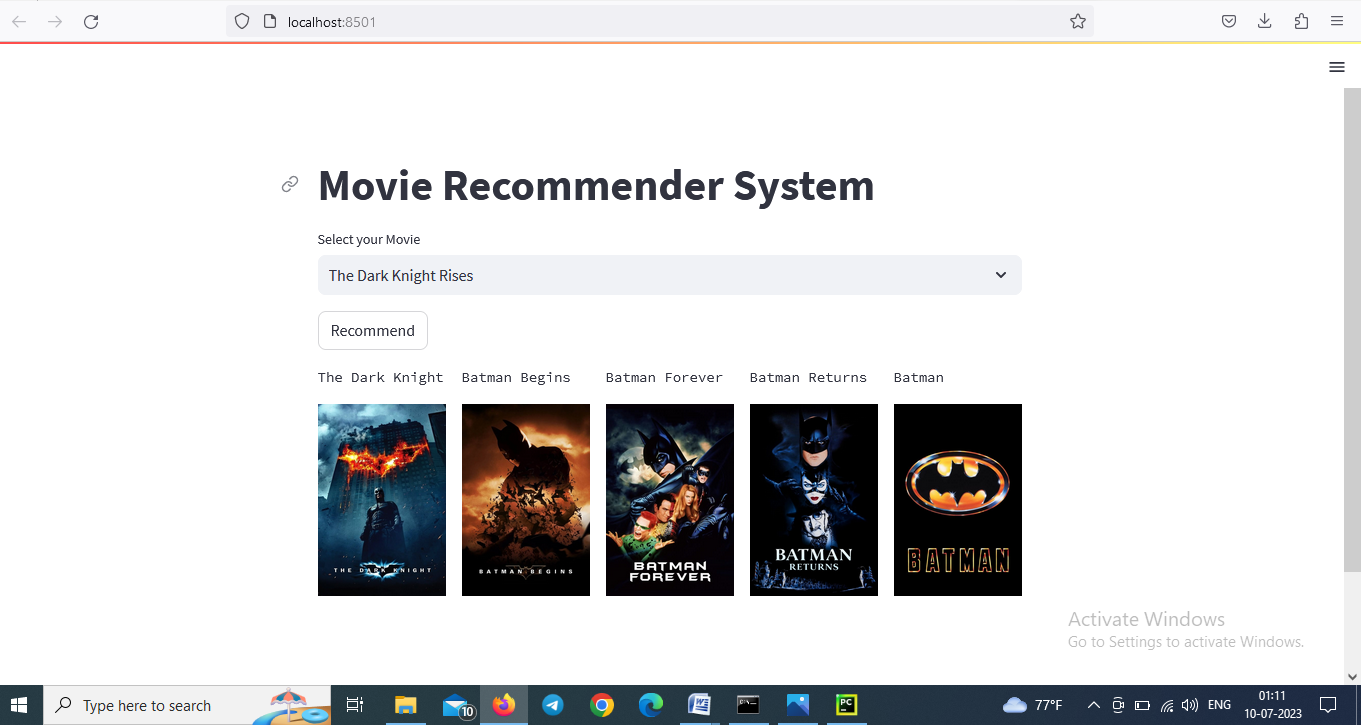 localhost:8501
Movie Recommender System
Select your Movie
The Dark Knight Rises
Recommend
The Dark Knight Batman Begins Batman Forever Batman Returns Batman
THE DARK KNIGHT
BATMAN BEGINS
BATMAN
FOREVER
BATMAN
RETURNS
BATMAN
Activate Windows
Go to Settings to activate Windows.
Type here to search
10
W
C:\.
PC
77°F
ENG
01:11
10-07-2023